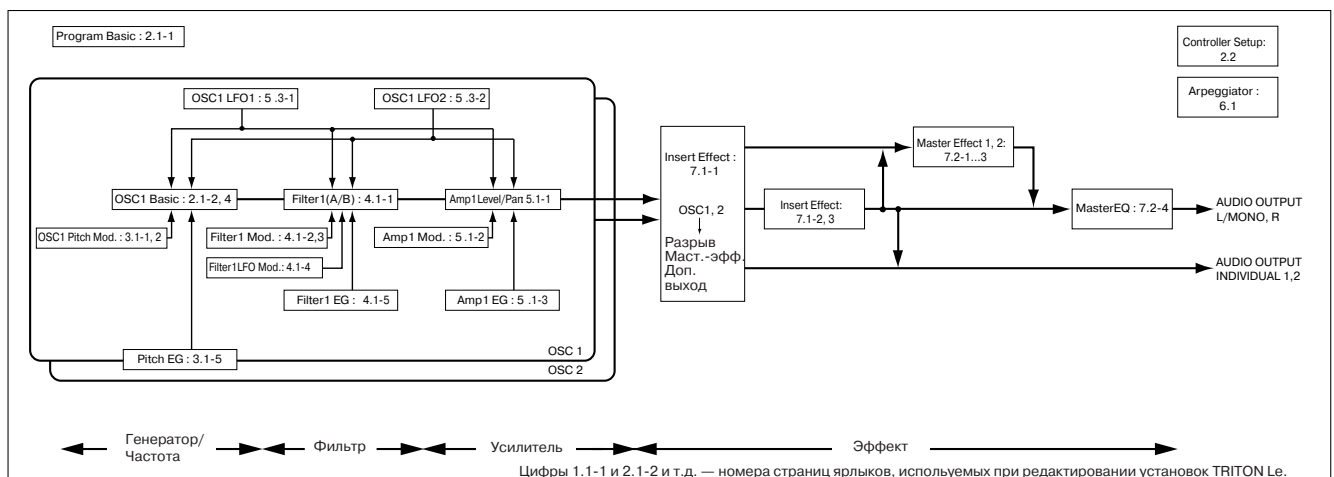 Program Basic : 2.1-1
Controller Setup:
2.2
Arpeggiator :
6.1
OSC1 LFO1 : 5 .3-1
OSC1 LFO2 : 5 .3-2
OSC1 Basic : 2.1-2, 4
Filter1(A/B) : 4.1-1
Amp1Level/Pan 5.1-1
OSC1 Pitch Mod. : 3.1-1, 2
Filter1 Mod. : 4.1-2,3
Amp1 Mod. : 5 .1-2
Filter1LFO Mod.: 4.1-4
Filter1 EG : 4.1-5
Amp1 EG : 5 .1-3
Pitch EG : 3.1-5
OSC 1
OSC 2
Insert Effect :
7.1-1
OSC1, 2
Разрыв
Маст.-эфф.
Доп.
выход
Insert Effect:
7.1-2, 3
Master Effect 1, 2:
7.2-1...3
MasterEQ : 7.2-4
AUDIO OUTPUT
L/MONO, R
AUDIO OUTPUT
INDIVIDUAL 1,2
Генератор/
Частота
Фильтр
Усилитель
Эффект
Цифры 1.1-1 и 2.1-2 и т.д. — номера страниц ярлыков, используемых при редактировании установок TRITON Le.